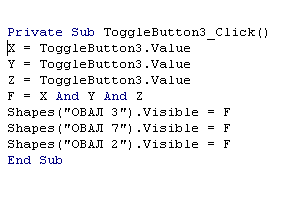 Private Sub ToggleButton3_Click()
X = ToggleButton3.Value
Y = ToggleButton3.Value
Z = ToggleButton3.Value
F = X And Y And Z
Shapes("ОВАЛ 3").Visible = F
Shapes("ОВАЛ 7").Visible = F
Shapes("ОВАЛ 2").Visible = F
End Sub